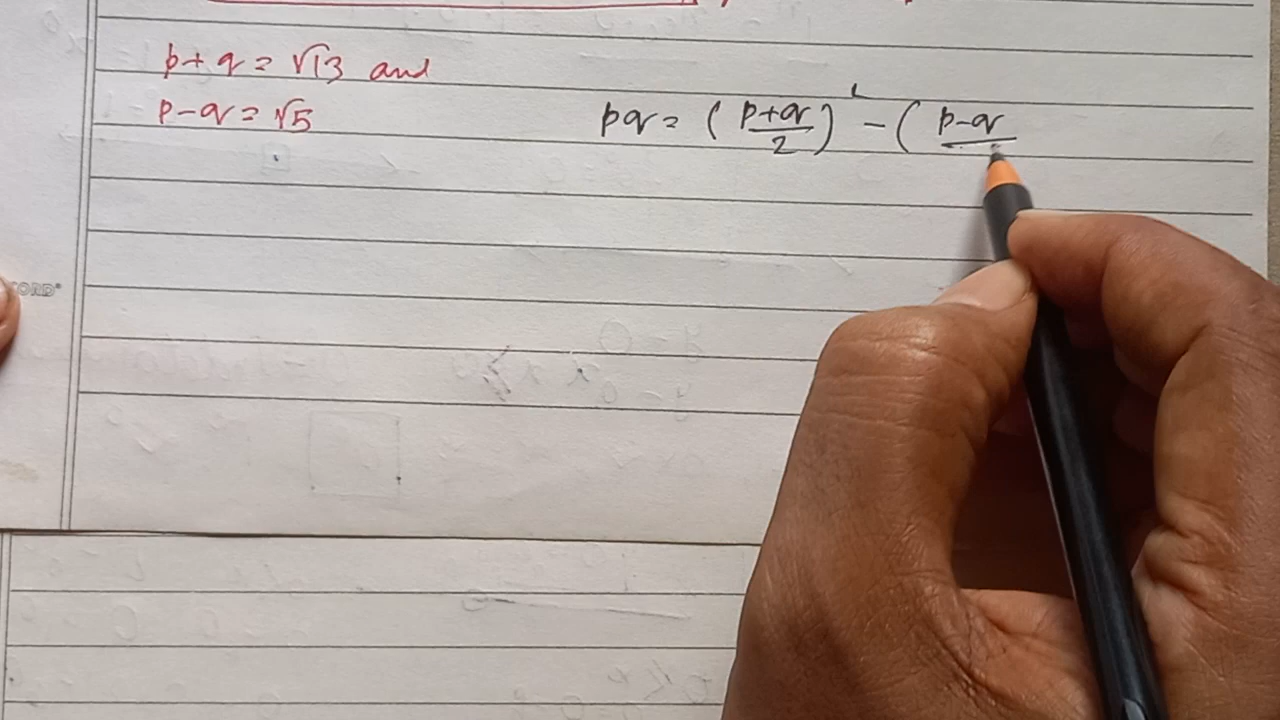 p+q = √13 and
p-q = √5
pq = (p+q/2)² - (p-q